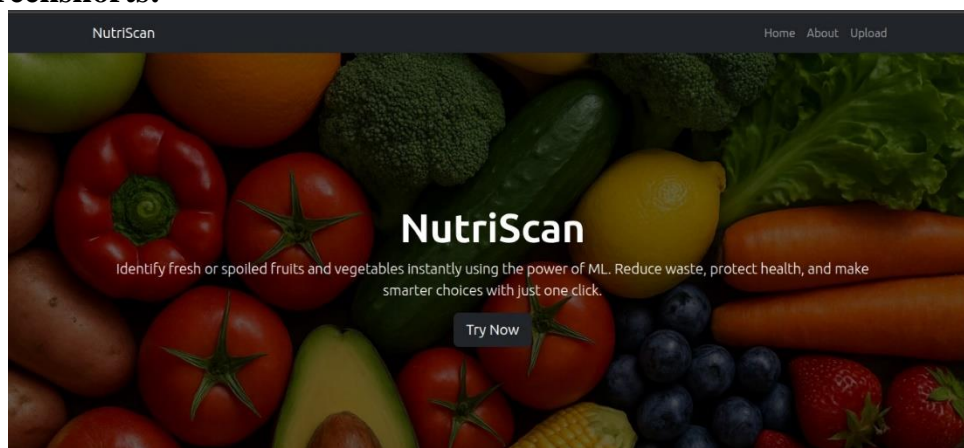 NutriScan
Home About Upload
NutriScan
Identify fresh or spoiled fruits and vegetables instantly using the power of ML. Reduce waste, protect health, and make
smarter choices with just one click.
Try Now